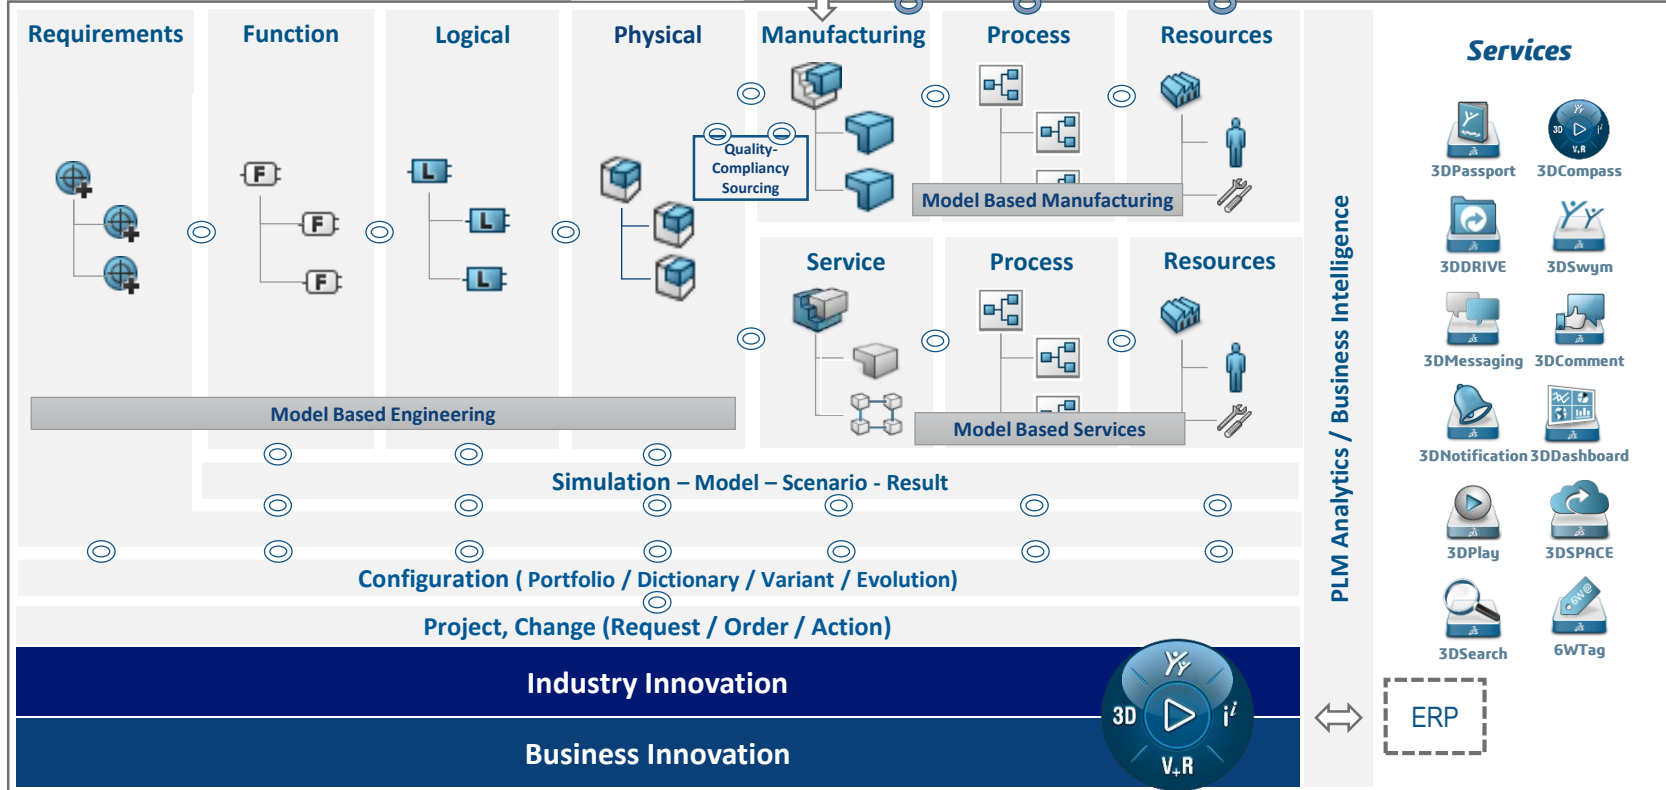 Requirements
Function
Logical
Physical
Manufacturing
Process
Resources
Quality-
Compliancy
Sourcing
F
F
F
L
L
L
Model Based Manufacturing
Service
Process
Resources
Model Based Engineering
Model Based Services
Simulation – Model – Scenario - Result
Configuration ( Portfolio / Dictionary / Variant / Evolution)
Project, Change (Request / Order / Action)
Industry Innovation
Business Innovation
3D
V+R
PLM Analytics / Business Intelligence
Services
3DPassport
3D
V+R
3DCompass
3DDRIVE
3DSwym
3DMessaging
3DComment
3DNotification
3DDashboard
3DPlay
3DSPACE
3DSearch
6W@
6WTag
ERP